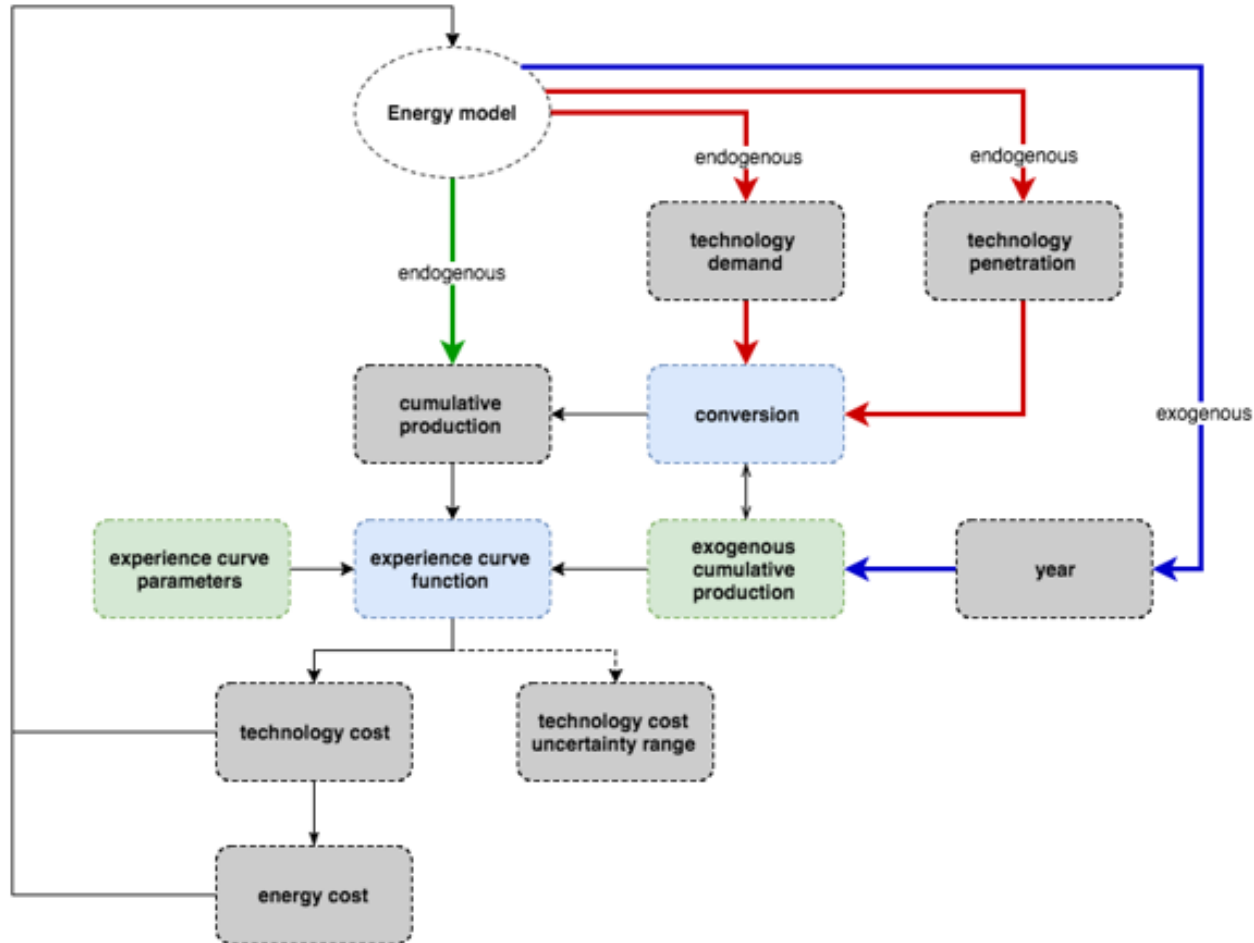 Energy model
endogenous
endogenous
endogenous
technology
demand
technology
penetration
cumulative
production
conversion
exogenous
experience curve
parameters
experience curve
function
exogenous
cumulative
production
year
technology cost
technology cost
uncertainty range
energy cost